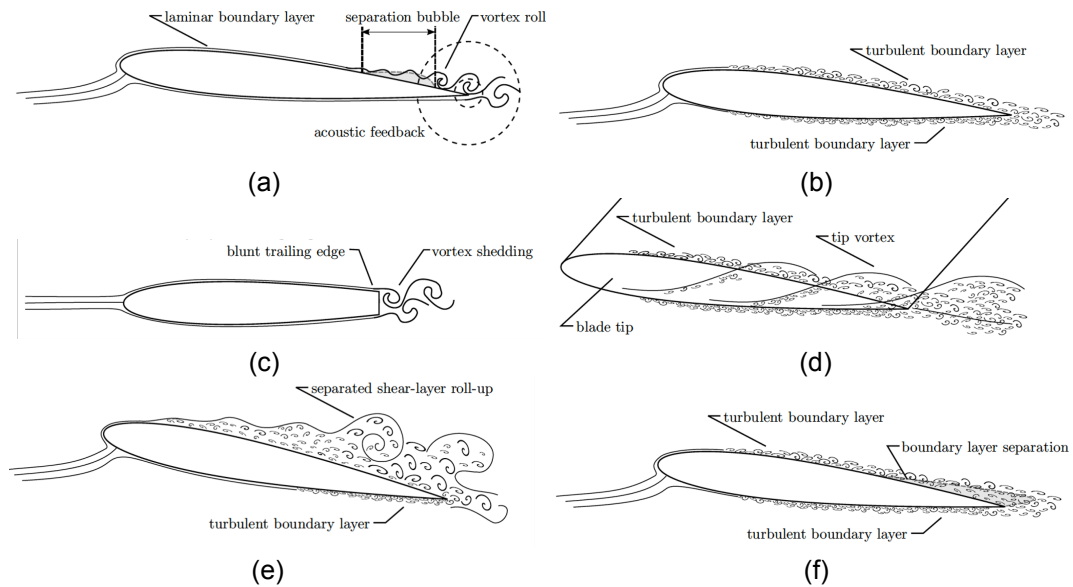 laminar boundary layer
separation bubble
vortex roll
acoustic feedback
(a)
turbulent boundary layer
turbulent boundary layer
(b)
blunt trailing edge
vortex shedding
(c)
turbulent boundary layer
tip vortex
blade tip
(d)
separated shear-layer roll-up
turbulent boundary layer
(e)
turbulent boundary layer
boundary layer separation
turbulent boundary layer
(f)